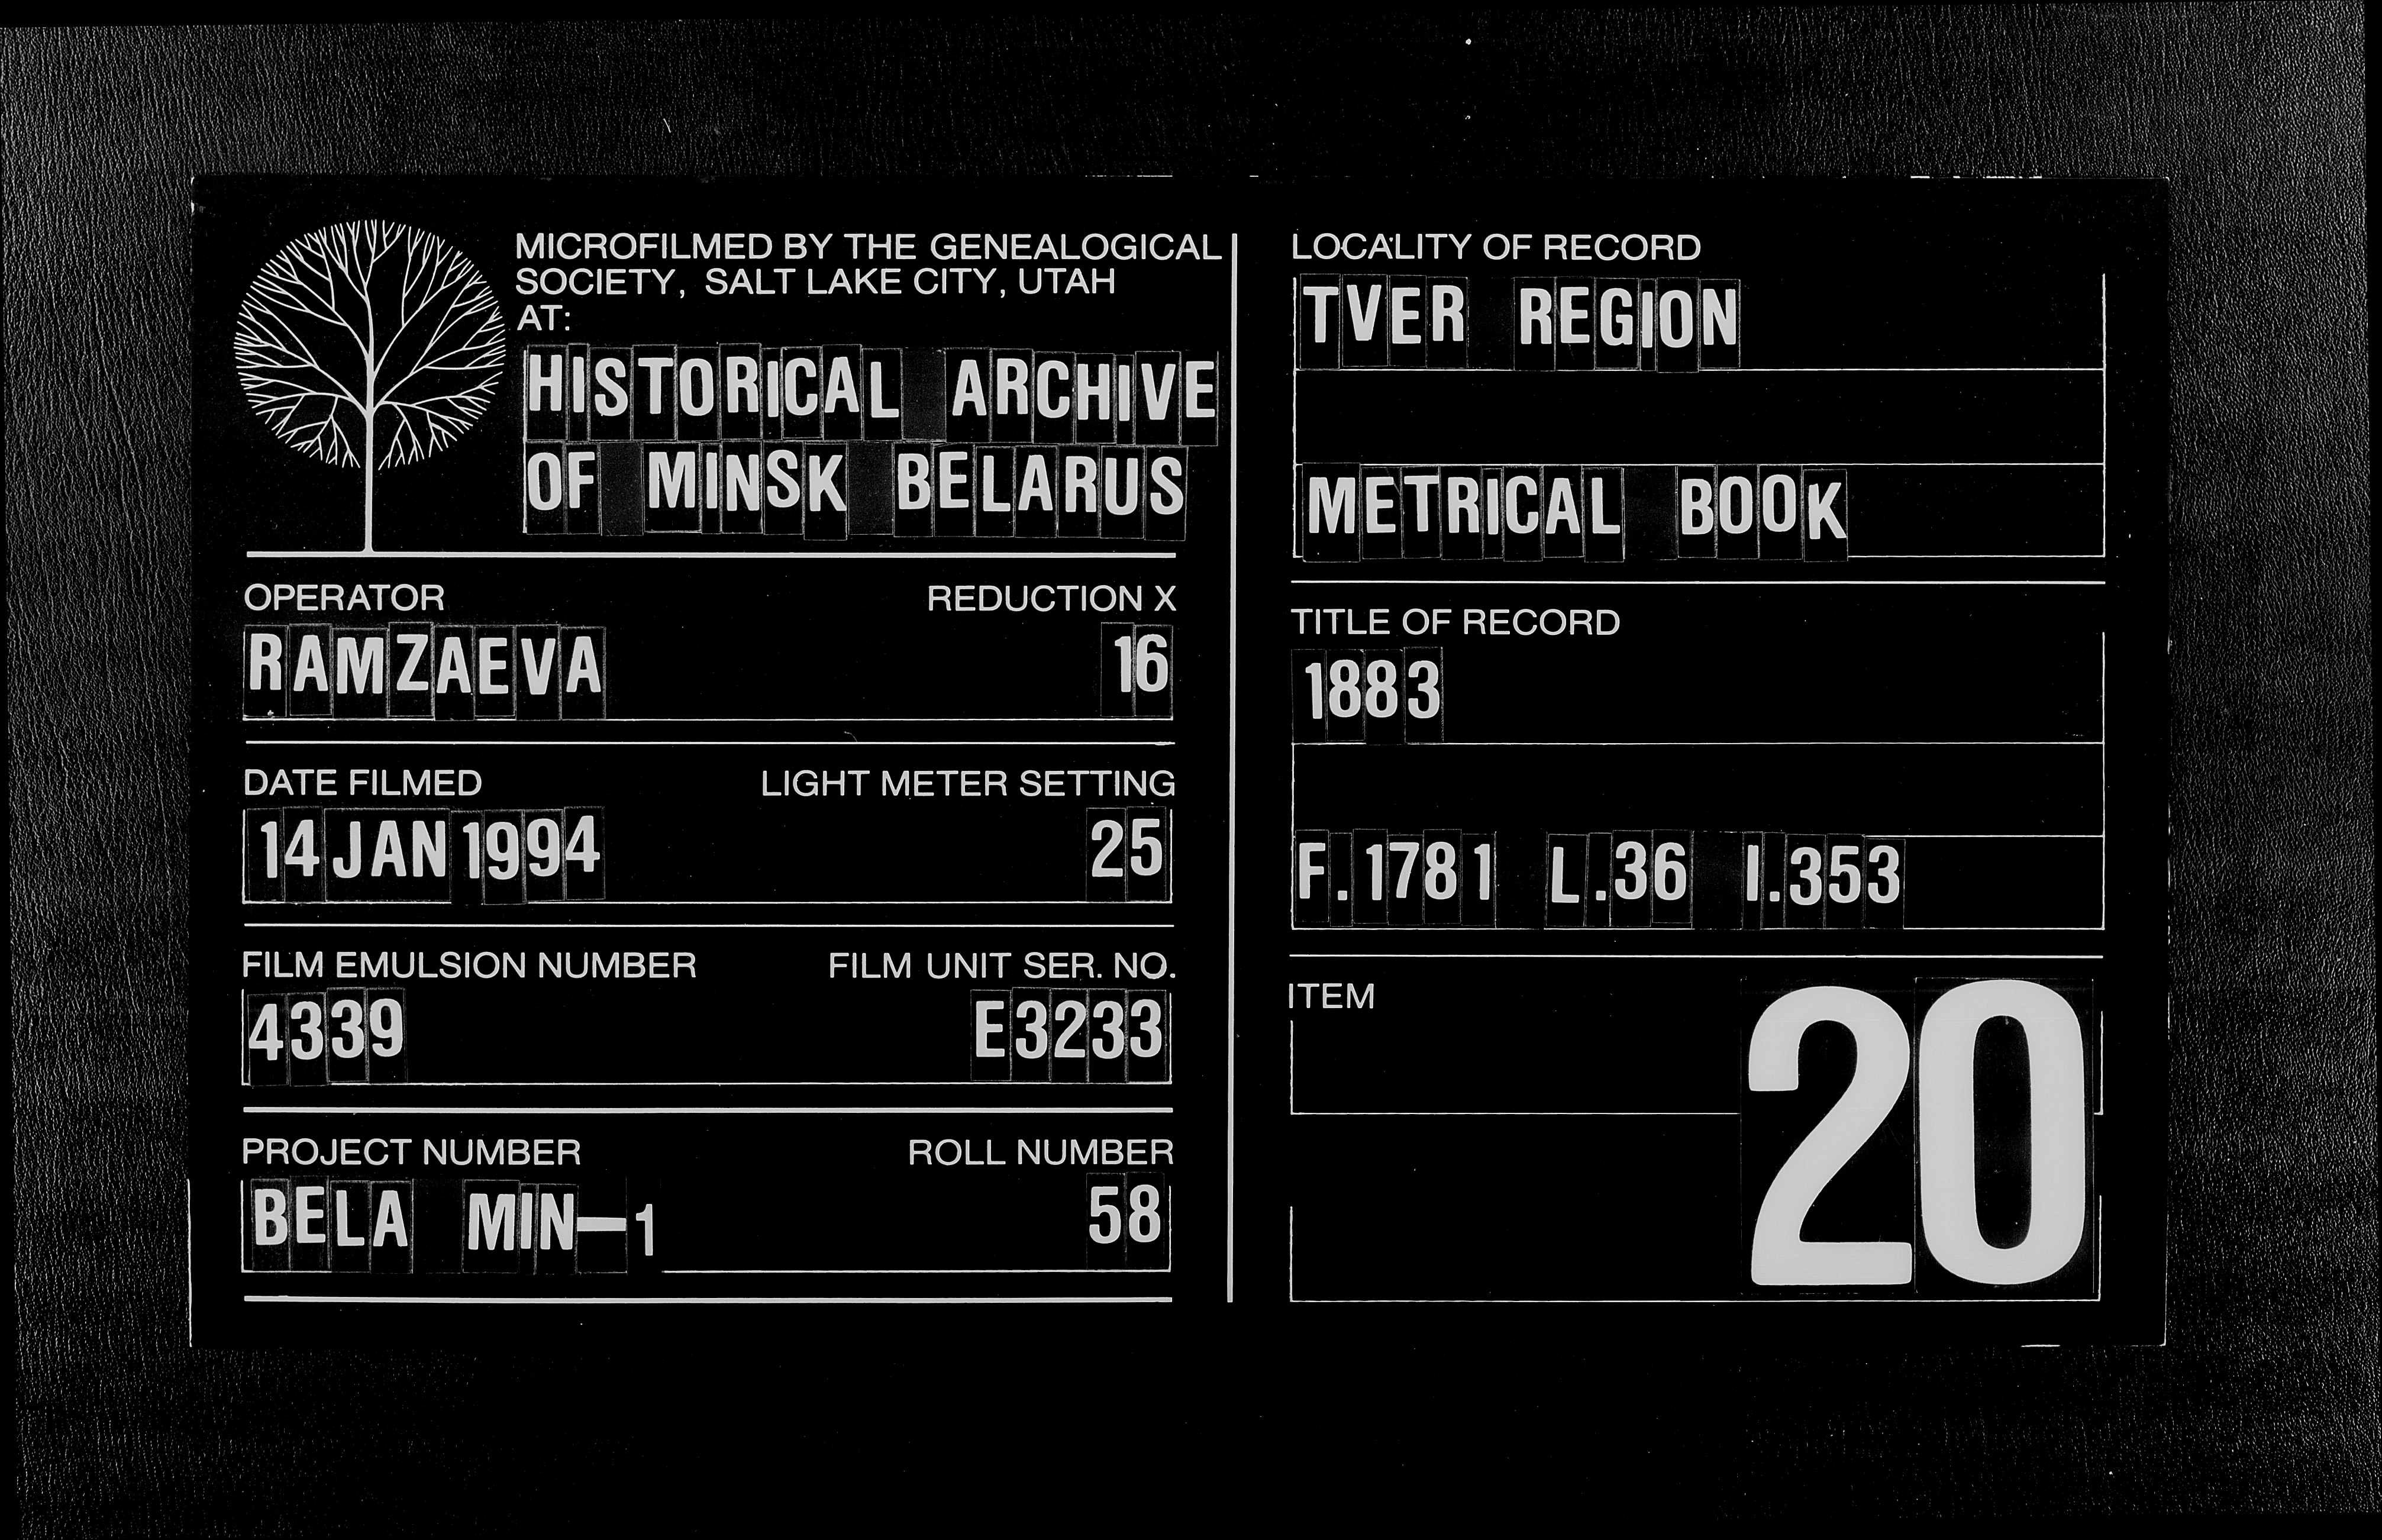 MICROFILMED BY THE GENEALOGICAL
SOCIETY, SALT LAKE CITY, UTAH
AT:
HISTORICAL ARCHIVE
OF MINSK BELARUS
OPERATOR REDUCTION X
RAMZAEVA 16
DATE FILMED LIGHT METER SETTING
14 JAN 1994 25
FILM EMULSION NUMBER FILM UNIT SER. NO.
4339 E3233
PROJECT NUMBER ROLL NUMBER
BELA MIN-1 58
LOCALITY OF RECORD
TVER REGION
METRICAL BOOK
TITLE OF RECORD
1883
F.1781 L.36 I.353
ITEM
20